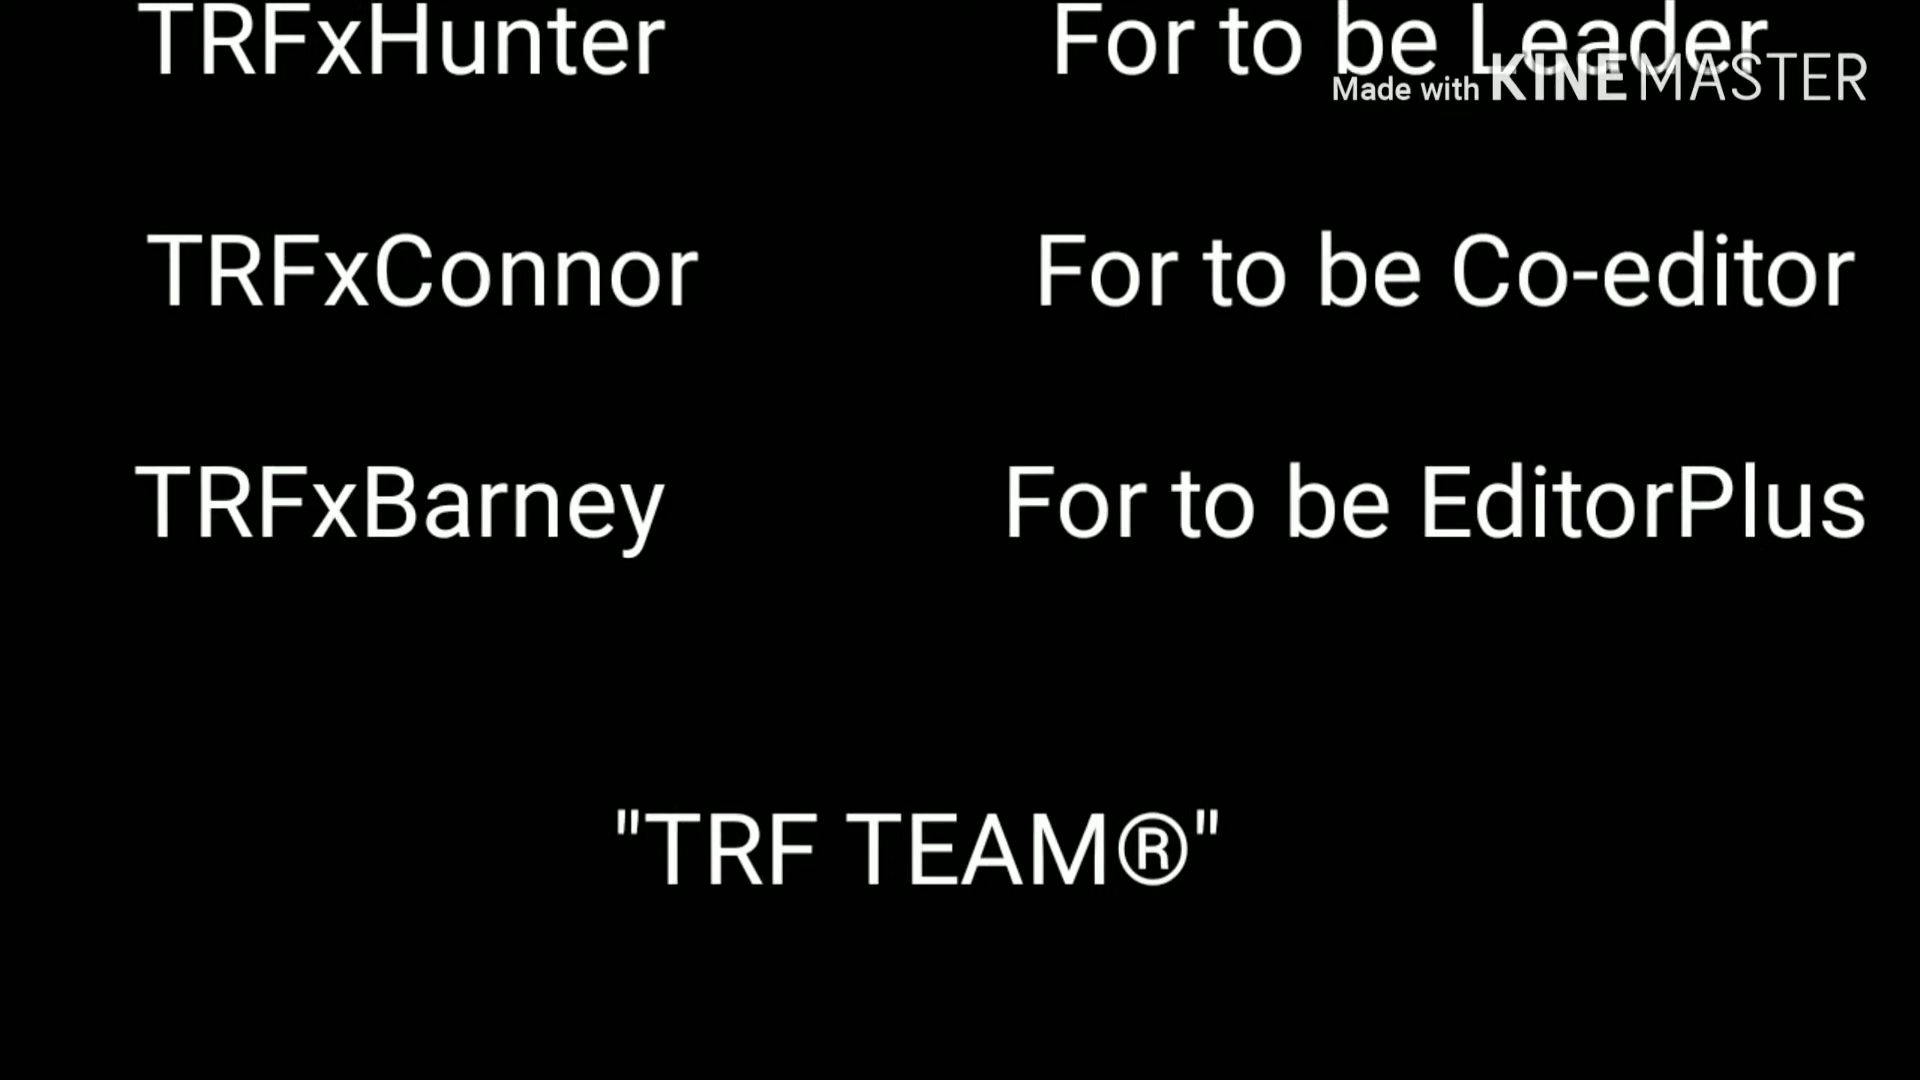 TRFxHunter For to be Leader
Made with KINEMASTER
TRFxConnor For to be Co-editor
TRFxBarney For to be EditorPlus
"TRF TEAM®"